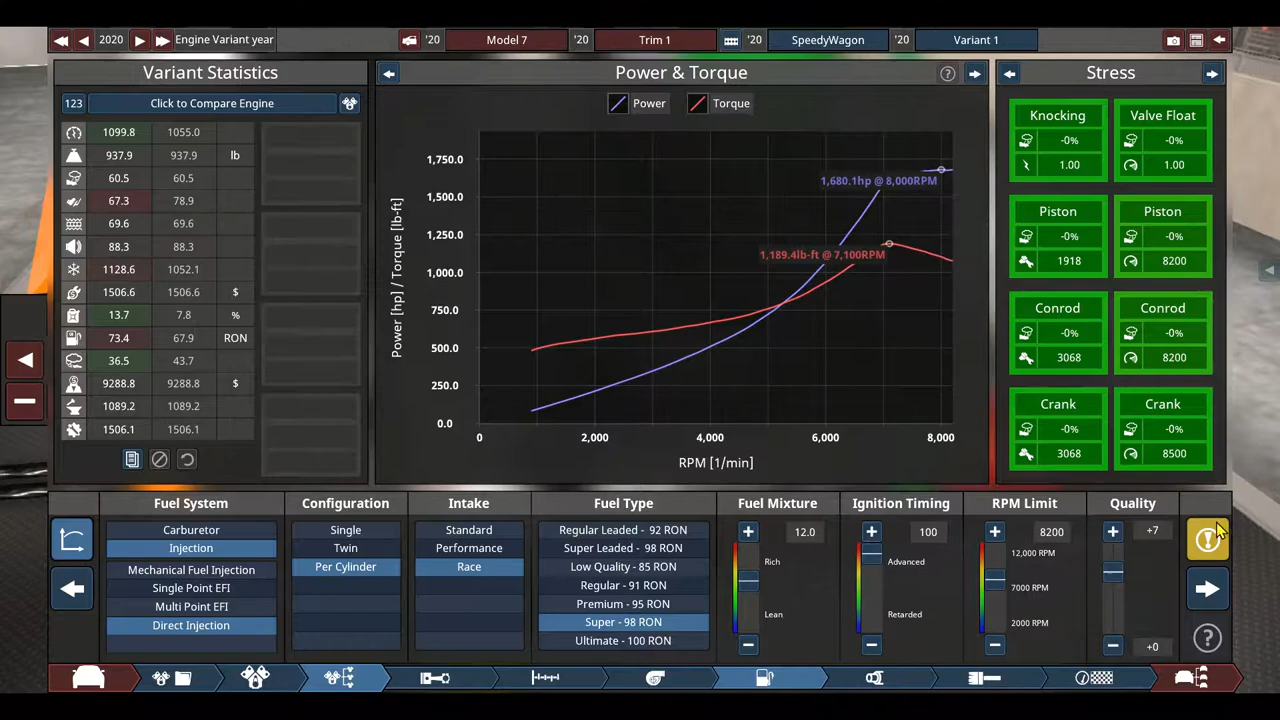 2020 Engine Variant year '20 Model 7 '20 Trim 1 '20 SpeedyWagon '20 Variant 1
Variant Statistics
123 Click to Compare Engine
1099.8 1055.0
937.9 937.9 lb
60.5 60.5
67.3 78.9
69.6 69.6
88.3 88.3
1128.6 1052.1
1506.6 1506.6 $
13.7 7.8 %
73.4 67.9 RON
36.5 43.7
9288.8 9288.8 $
1089.2 1089.2
1506.1 1506.1
Power & Torque
?
Power Torque
Power [hp] / Torque [lb-ft]
1,750.0
1,500.0
1,250.0
1,000.0
750.0
500.0
250.0
0.0
1,680.1hp @ 8,000RPM
1,189.4lb-ft @ 7,100RPM
0 2,000 4,000 6,000 8,000
RPM [1/min]
Stress
Knocking Valve Float
-0% -0%
1.00 1.00
Piston Piston
-0% -0%
1918 8200
Conrod Conrod
-0% -0%
3068 8200
Crank Crank
-0% -0%
3068 8500
Fuel System
Carburetor
Injection
Mechanical Fuel Injection
Single Point EFI
Multi Point EFI
Direct Injection
Configuration
Single
Twin
Per Cylinder
Intake
Standard
Performance
Race
Fuel Type
Regular Leaded - 92 RON
Super Leaded - 98 RON
Low Quality - 85 RON
Regular - 91 RON
Premium - 95 RON
Super - 98 RON
Ultimate - 100 RON
Fuel Mixture
12.0
Rich
Lean
Ignition Timing
100
Advanced
Retarded
RPM Limit
8200
12,000 RPM
7000 RPM
2000 RPM
Quality
+7
+0
?